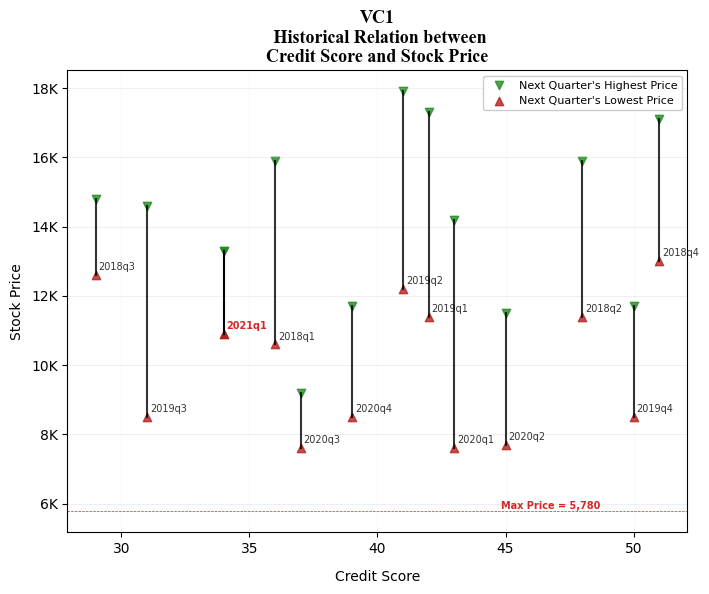 VC1
Historical Relation between
Credit Score and Stock Price
Next Quarter's Highest Price
Next Quarter's Lowest Price
18K
16K
14K
12K
10K
8K
6K
Stock Price
2018q3
2019q3
2021q1
2018q1
2020q3
2020q4
2019q2
2019q1
2020q1
2020q2
2018q2
2019q4
2018q4
Max Price = 5,780
30
35
40
45
50
Credit Score